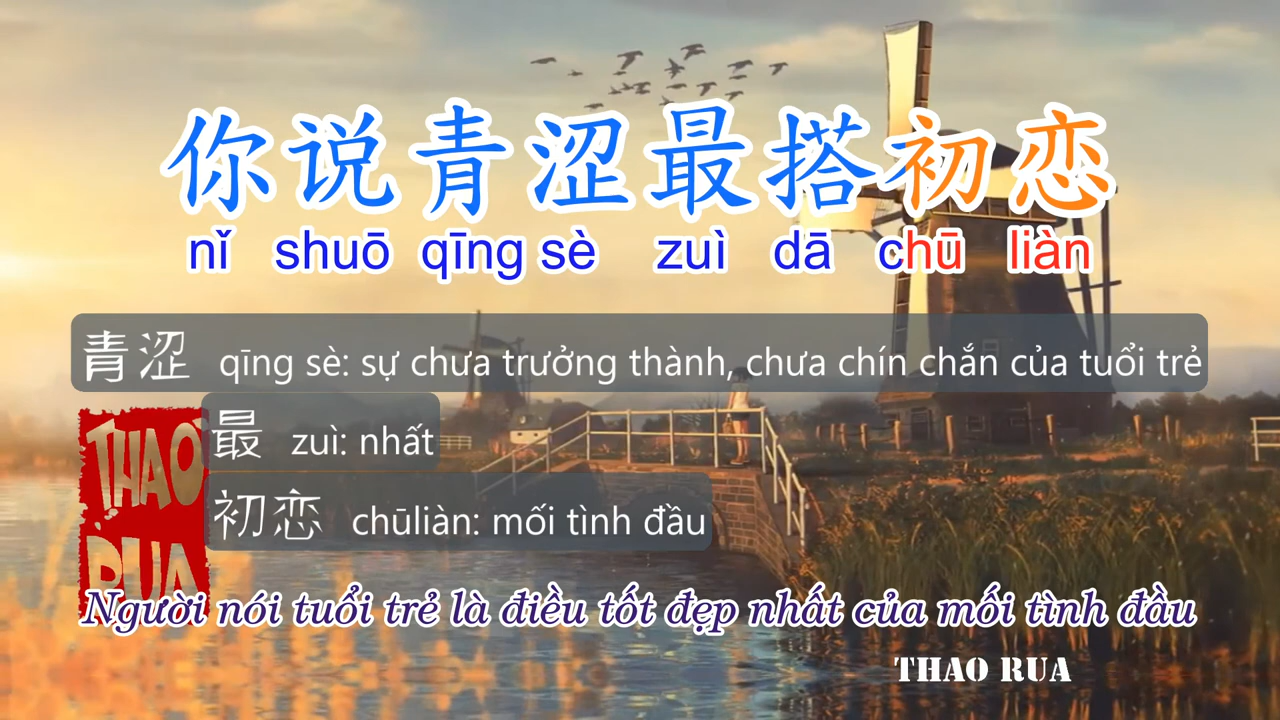 你说青涩最搭初恋
nǐ shuō qīng sè zuì dā chū liàn
青涩 qīng sè: sự chưa trưởng thành, chưa chín chắn của tuổi trẻ
最 zuì: nhất
初恋 chūliàn: mối tình đầu
THAO
RUA
Người nói tuổi trẻ là điều tốt đẹp nhất của mối tình đầu
THAO RUA